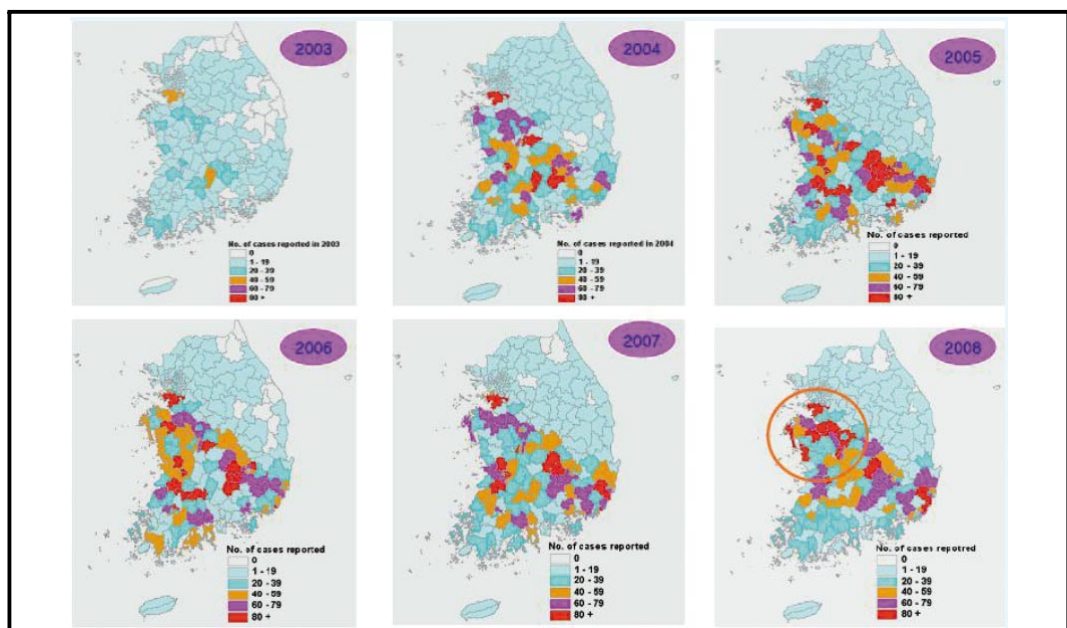 2003
No. of cases reported in 2003
0
1 - 19
20 - 39
40 - 59
60 - 79
80 +
2004
No. of cases reported in 2004
0
1 - 19
20 - 39
40 - 59
60 - 79
80 +
2005
No. of cases reported
0
1 - 19
20 - 39
40 - 59
60 - 79
80 +
2006
No. of cases reported
0
1 - 19
20 - 39
40 - 59
60 - 79
80 +
2007
No. of cases reported
0
1 - 19
20 - 39
40 - 59
60 - 79
80 +
2008
No. of cases repotred
0
1 - 19
20 - 39
40 - 59
60 - 79
80 +